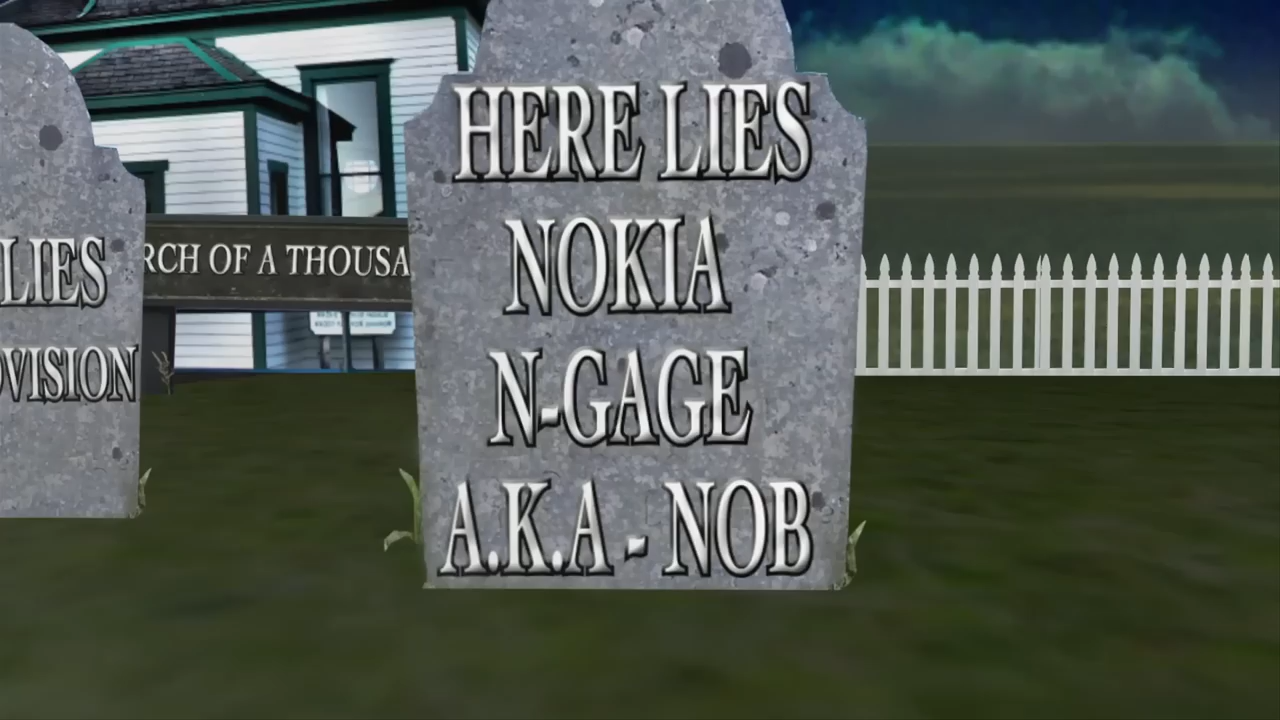 HERE LIES
NOKIA
N-GAGE
A.K.A - NOB
LIES
OVISION
RCH OF A THOUSA